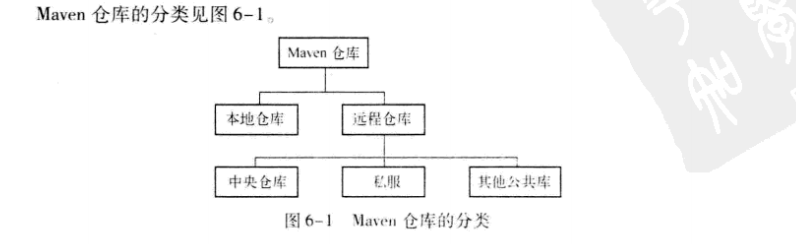 Maven 仓库的分类见图 6-1。
Maven 仓库
本地仓库 远程仓库
中央仓库 私服 其他公共库
图 6-1 Maven 仓库的分类